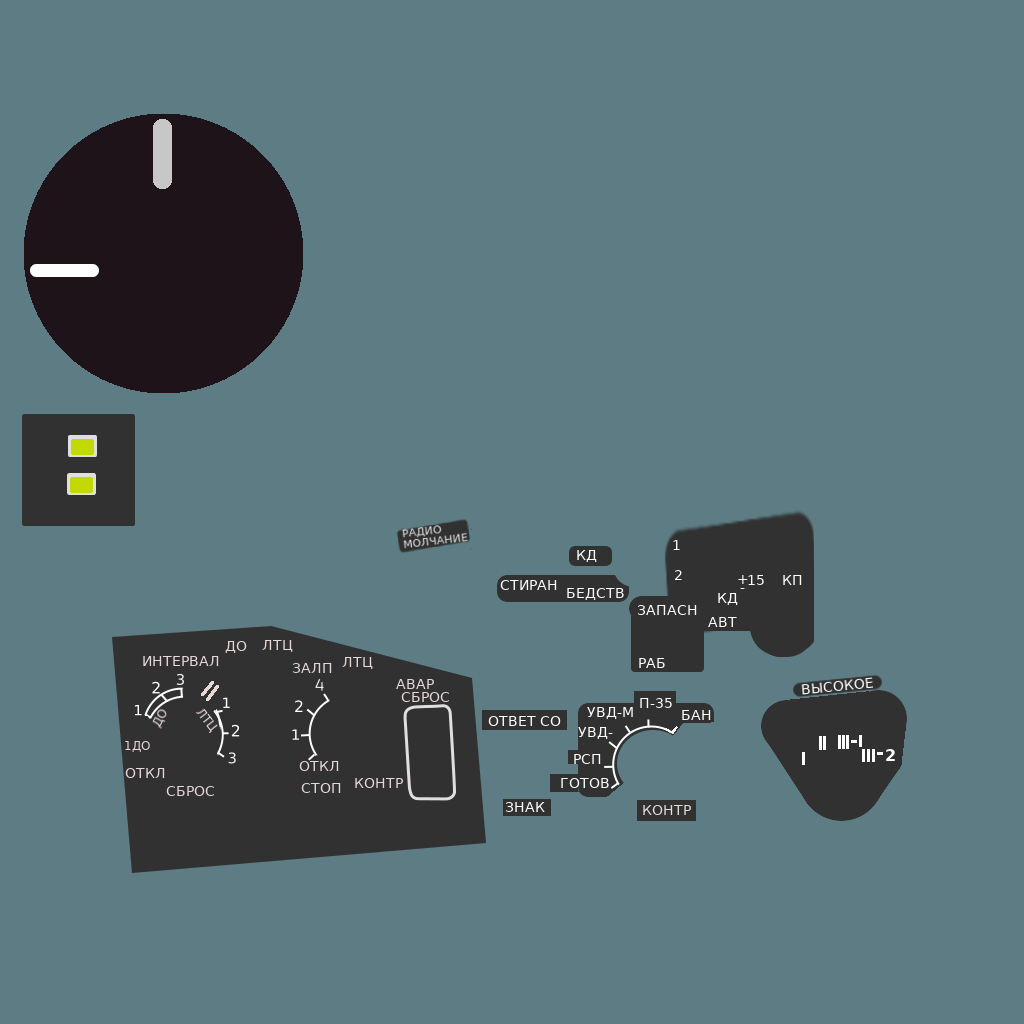 РАДИО
МОЛЧАНИЕ
КД
СТИРАН
БЕДСТВ
1
2
+15
КП
КД
АВТ
ЗАПАСН
РАБ
ДО
ЛТЦ
ИНТЕРВАЛ
1
2
3
ДО
ЛТЦ
1
2
3
1ДО
ОТКЛ
СБРОС
ЗАЛП
ЛТЦ
4
2
1
ОТКЛ
СТОП
КОНТР
АВАР
СБРОС
ОТВЕТ СО
ЗНАК
П-35
УВД-М
БАН
УВД-
РСП
ГОТОВ
КОНТР
ВЫСОКОЕ
I
II
III-I
III-2